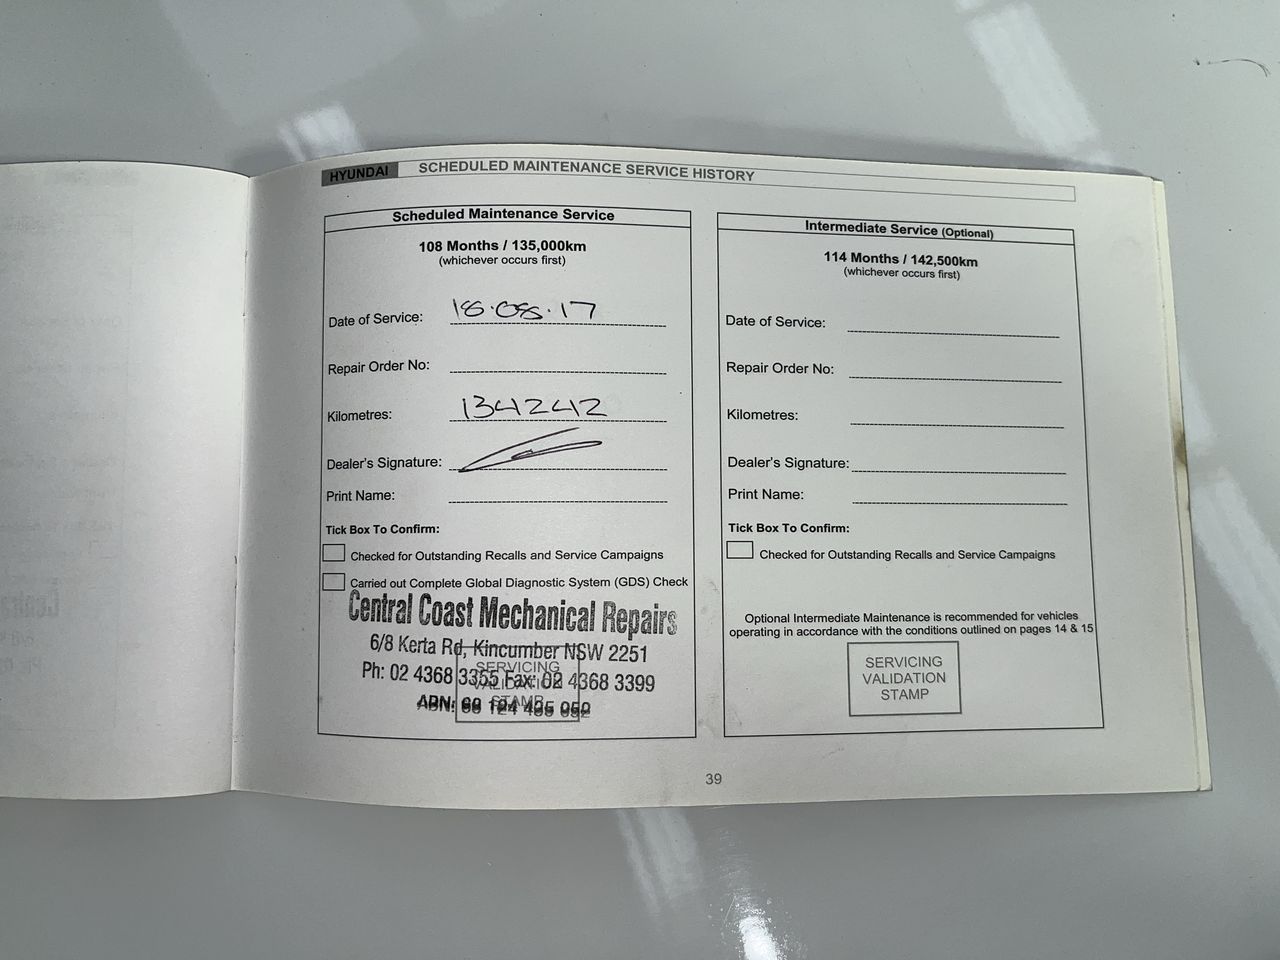 HYUNDAI SCHEDULED MAINTENANCE SERVICE HISTORY
Scheduled Maintenance Service
108 Months / 135,000km
(whichever occurs first)
Date of Service: 18.08.17
Repair Order No:
Kilometres: 134242
Dealer's Signature:
Print Name:
Tick Box To Confirm:
Checked for Outstanding Recalls and Service Campaigns
Carried out Complete Global Diagnostic System (GDS) Check
Central Coast Mechanical Repairs
6/8 Kerta Rd, Kincumber NSW 2251
Ph: 02 4368 3355 Fax: 02 4368 3399
ABN:
SERVICING
VALIDATION
STAMP
Intermediate Service (Optional)
114 Months / 142,500km
(whichever occurs first)
Date of Service:
Repair Order No:
Kilometres:
Dealer's Signature:
Print Name:
Tick Box To Confirm:
Checked for Outstanding Recalls and Service Campaigns
Optional Intermediate Maintenance is recommended for vehicles
operating in accordance with the conditions outlined on pages 14 & 15
SERVICING
VALIDATION
STAMP
39